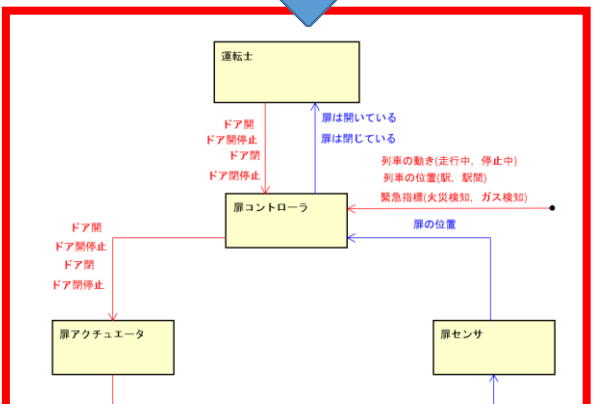 運転士
ドア開
ドア開停止
ドア閉
ドア閉停止
扉は開いている
扉は閉じている
列車の動き(走行中、停止中)
列車の位置(駅、駅間)
緊急指標(火災検知、ガス検知)
扉コントローラ
扉の位置
ドア開
ドア開停止
ドア閉
ドア閉停止
扉アクチュエータ
扉センサ